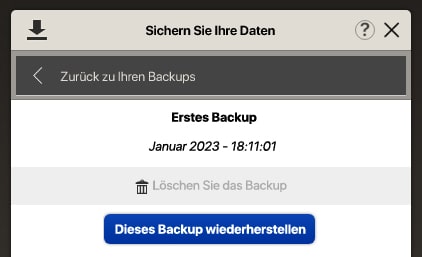 Sichern Sie Ihre Daten
?
Zurück zu Ihren Backups
Erstes Backup
Januar 2023 - 18:11:01
Löschen Sie das Backup
Dieses Backup wiederherstellen